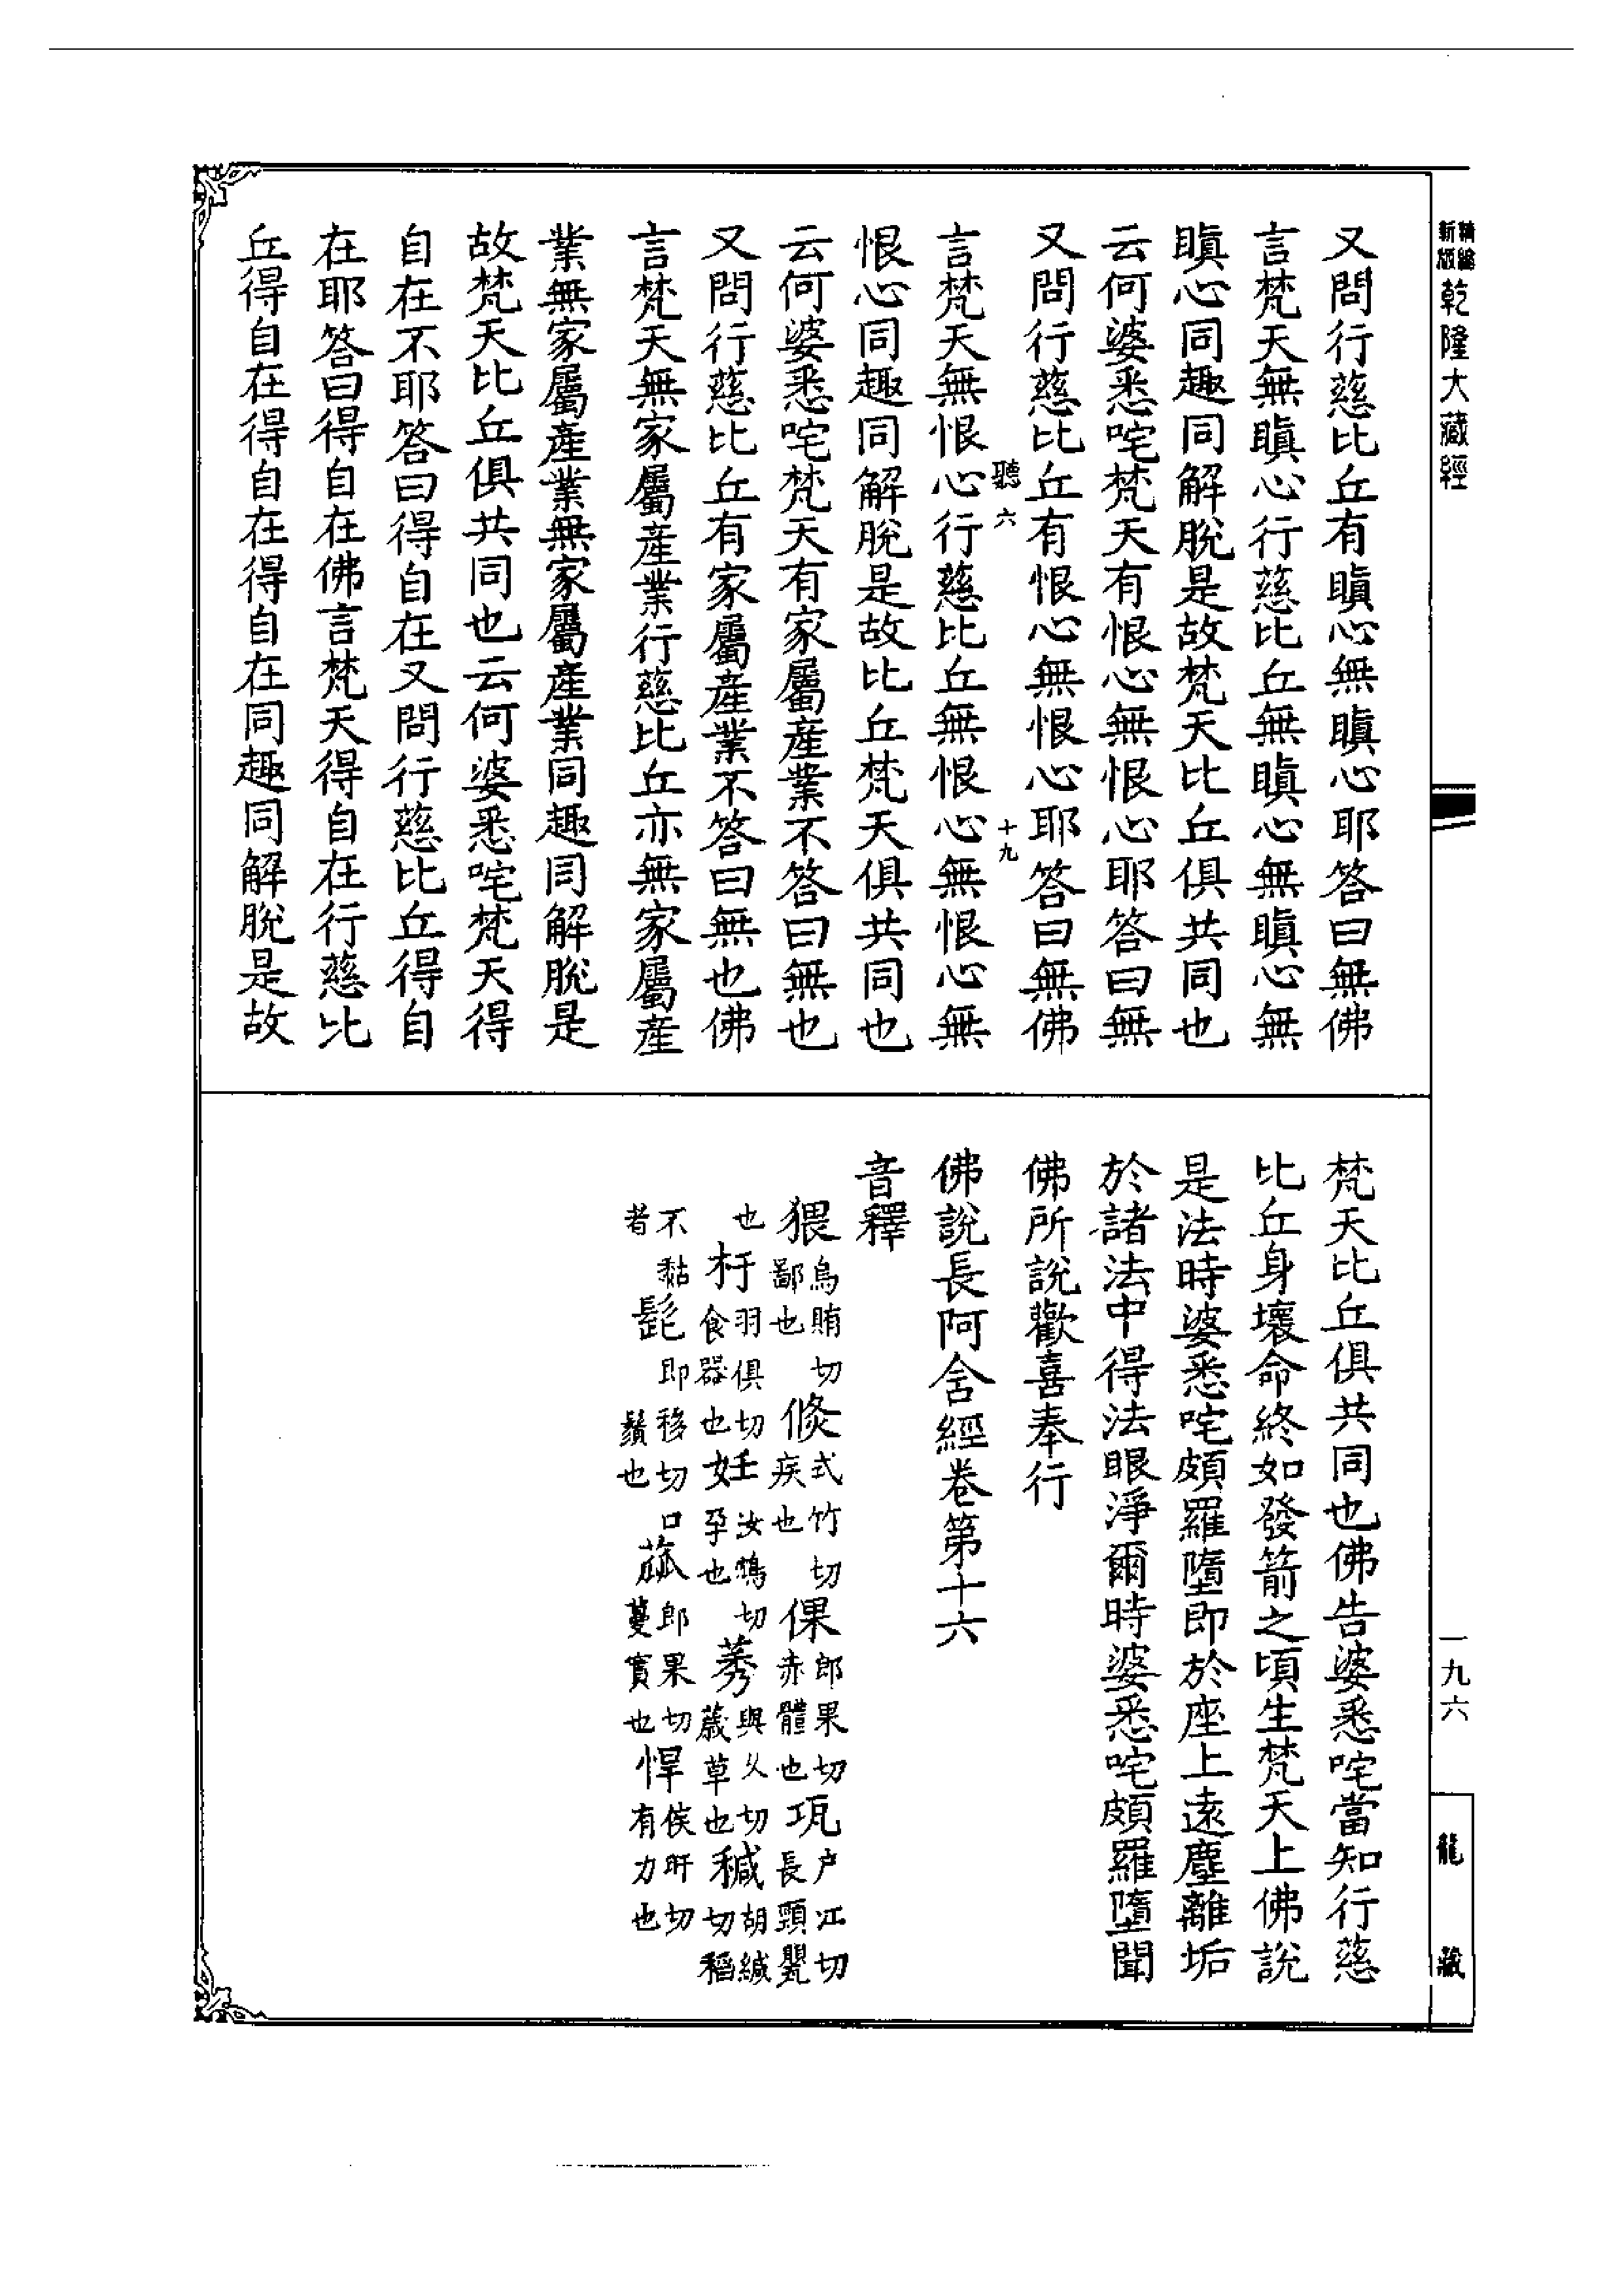 精縮
新版
乾隆大藏經
又問行慈比丘有瞋心無瞋心耶答曰無佛
言梵天無瞋心行慈比丘無瞋心無瞋心無
瞋心同趣同解脫是故梵天比丘俱共同也
云何婆悉咤梵天有恨心無恨心耶答曰無
又問行慈比丘有恨心無恨心耶答曰無佛
聽六
十九
言梵天無恨心行慈比丘無恨心無恨心無
恨心同趣同解脫是故比丘梵天俱共同也
云何婆悉咤梵天有家屬產業不答曰無也
又問行慈比丘有家屬產業不答曰無也佛
言梵天無家屬產業行慈比丘亦無家屬產
業無家屬產業無家屬產業同趣同解脫是
故梵天比丘俱共同也云何婆悉咤梵天得
自在不耶答曰得自在又問行慈比丘得自
在耶答曰得自在佛言梵天得自在行慈比
丘得自在得自在得自在同趣同解脫是故
梵天比丘俱共同也佛告婆悉咤當知行慈
比丘身壞命終如發箭之頃生梵天上佛說
是法時婆悉咤頗羅墮即於座上遠塵離垢
於諸法中得法眼淨爾時婆悉咤頗羅墮聞
佛所說歡喜奉行
佛說長阿含經卷第十六
音釋
猥烏賄切鄙也倏式竹切疾也倮郎果切赤體也瓨户江切長頸甖
也杅羽俱切食器也妊汝鴆切孕也莠與久切薉草也稴胡緘切稻
不黏者髭即移切口鬚也蓏郎果切蔓實也悍侯旰切有力也
一九六
龍藏